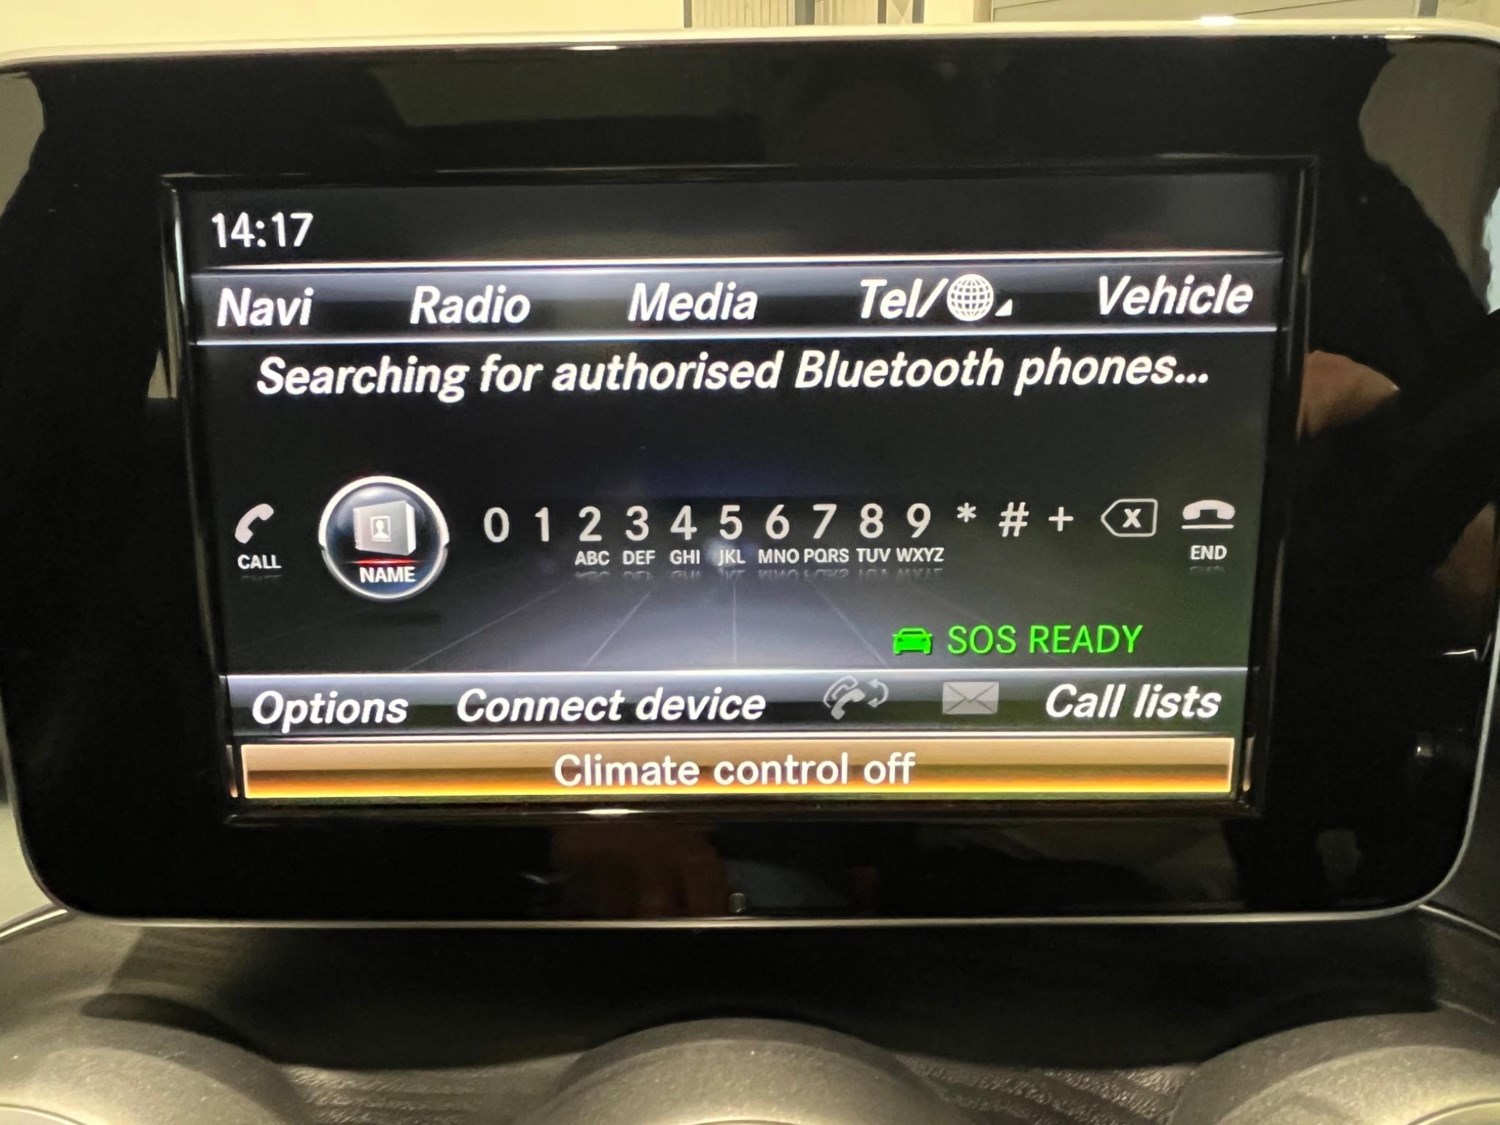 14:17
Navi Radio Media Tel/ Vehicle
Searching for authorised Bluetooth phones...
CALL NAME 0 1 2 3 4 5 6 7 8 9 * # + x END
ABC DEF GHI JKL MNO PQRS TUV WXYZ
SOS READY
Options Connect device Call lists
Climate control off